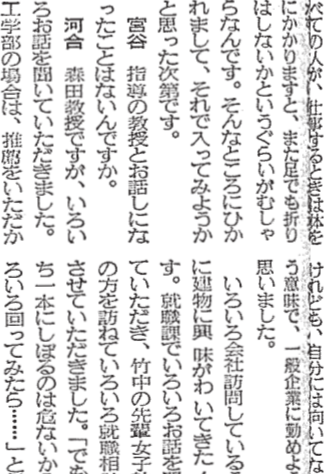 べての人が、仕事するときは体を
にかかりますと、また足でも折り
はしないかというぐらいがむしゃ
らなんです。そんなところにひか
れまして、それで入ってみようか
と思った次第です。
宮谷 指導の教授とお話しにな
ったことはないんですか。
河合 森田教授ですが、いろい
ろお話を聞いていただきました。
工学部の場合は、推薦をいただか
けれども、自分には向いてな
う意味で、一般企業に勤めよ
思いました。
いろいろ会社訪問している
に建物に興味がわいてきた
す。就職課でいろいろお話を
ていただき、竹中の先輩女子
の方を訪ねていろいろ就職相
させていただきました。「でも
ち一本にしぼるのは危ないか
ろいろ回ってみたら……」と